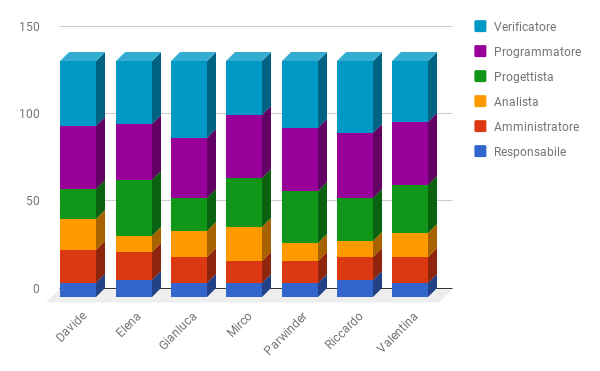 150
100
50
0
Davide
Elena
Gianluca
Mirco
Parwinder
Riccardo
Valentina
Verificatore
Programmatore
Progettista
Analista
Amministratore
Responsabile